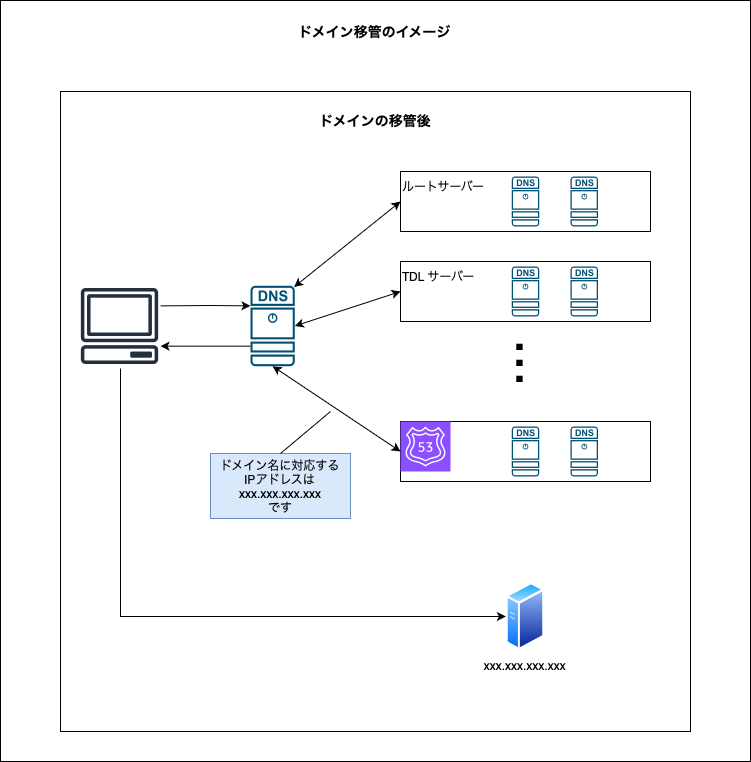 ドメイン移管のイメージ
ドメインの移管後
ルートサーバー
DNS
DNS
TDL サーバー
DNS
DNS
DNS
53
DNS
DNS
ドメイン名に対応する
IPアドレスは
xxx.xxx.xxx.xxx
です
xxx.xxx.xxx.xxx